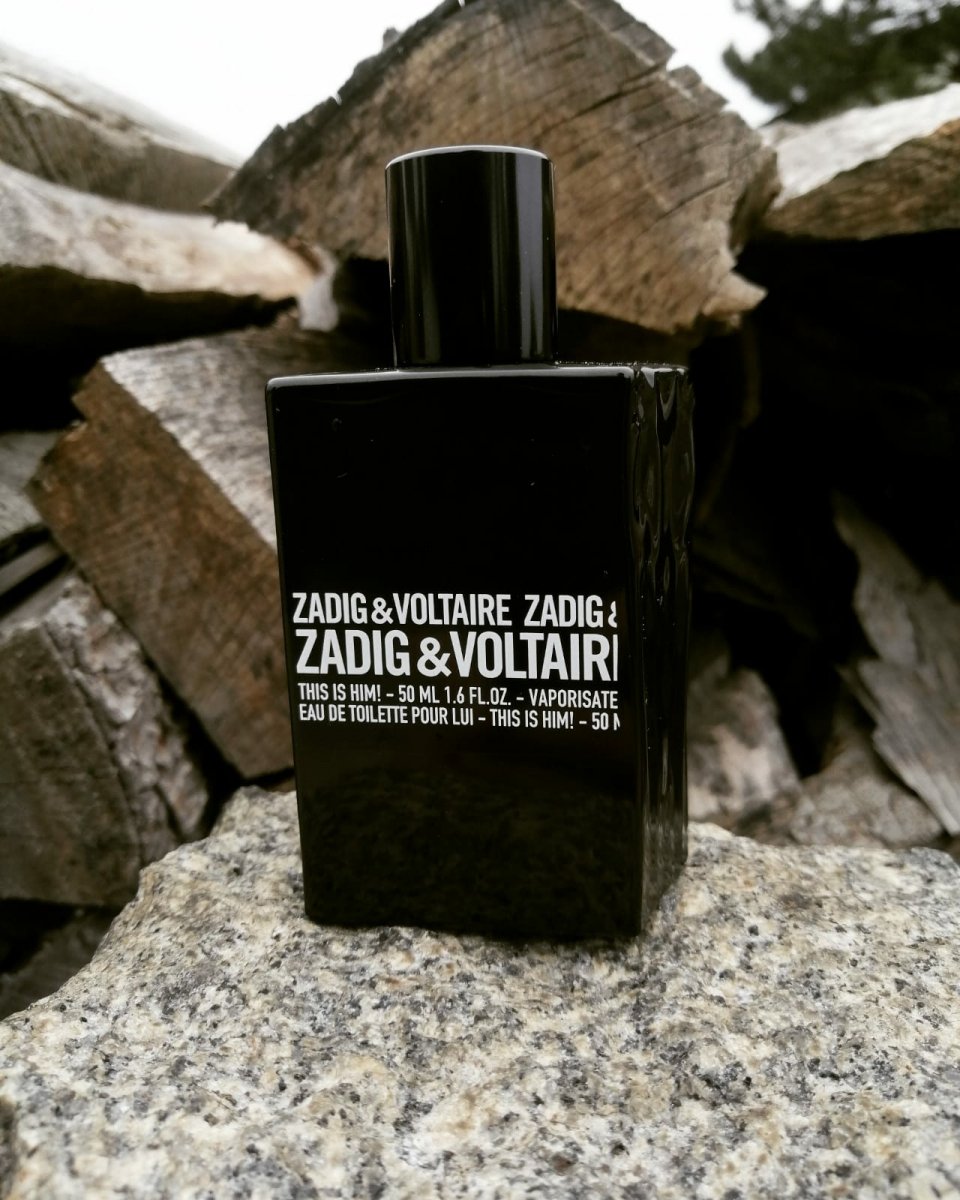 ZADIG&VOLTAIRE ZADIG &
ZADIG &VOLTAIR
THIS IS HIM! – 50 ML 1.6 FL.OZ. – VAPORISATE
EAU DE TOILETTE POUR LUI – THIS IS HIM! – 50